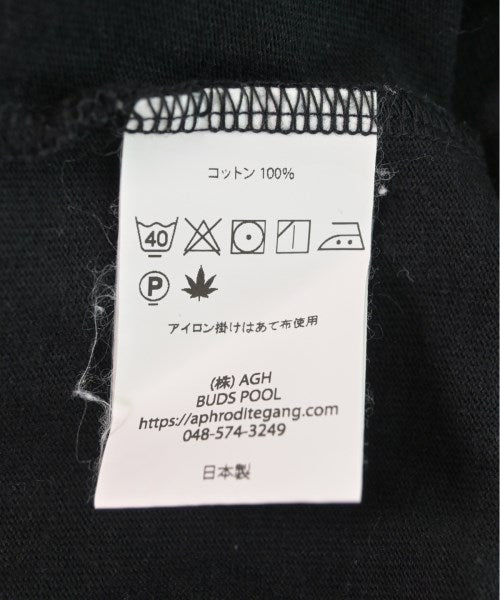 コットン 100%
40
P
アイロン掛けはあて布使用
(株) AGH
BUDS POOL
https://aphroditegang.com
048-574-3249
日本製